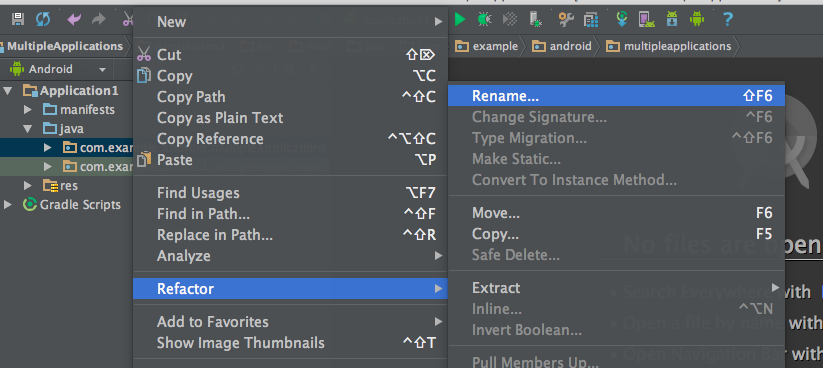 New
MultipleApplications
example
android
multipleapplications
Android
Cut ⇧⌦
Copy ⌥C
Copy Path ^⇧C
Copy as Plain Text
Copy Reference ^⌥⇧C
Paste ⌥P
Find Usages ⌥F7
Find in Path... ^⇧F
Replace in Path... ^⇧R
Analyze
Refactor
Add to Favorites
Show Image Thumbnails ^⇧T
Application1
manifests
java
com.exar
com.exar
res
Gradle Scripts
Rename... ⇧F6
Change Signature... ^F6
Type Migration... ^⇧F6
Make Static...
Convert To Instance Method...
Move... F6
Copy... F5
Safe Delete...
Extract
Inline... ^⌥N
Invert Boolean...
Pull Members Up...
No files are open
• Search Everywhere with
• Open a file by name with
• Open Navigation Bar with